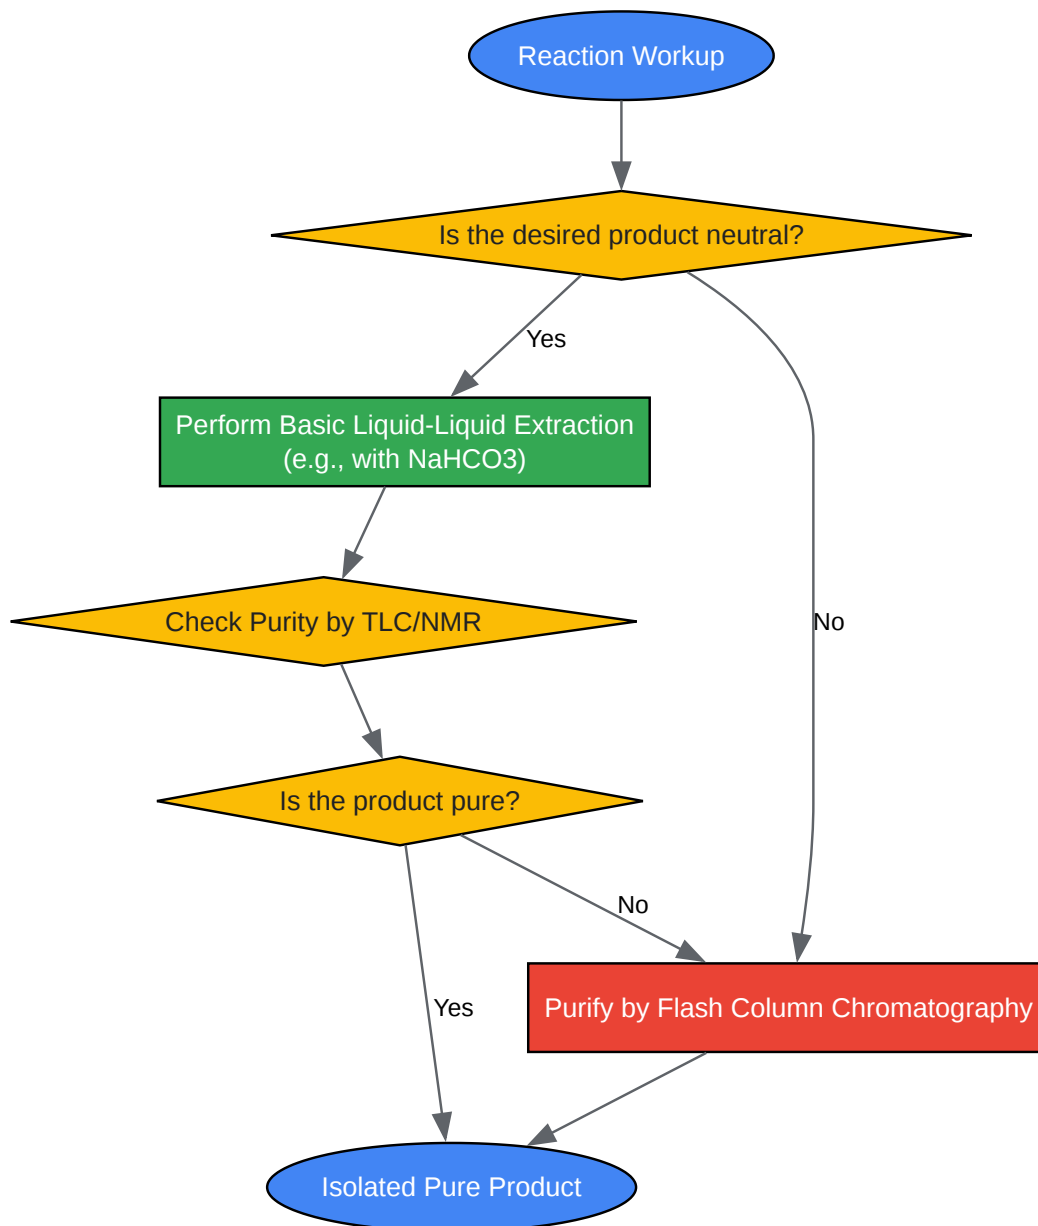 Reaction Workup
Is the desired product neutral?
Yes
Perform Basic Liquid-Liquid Extraction
(e.g., with NaHCO3)
Check Purity by TLC/NMR
No
Is the product pure?
No
Yes
Purify by Flash Column Chromatography
Isolated Pure Product